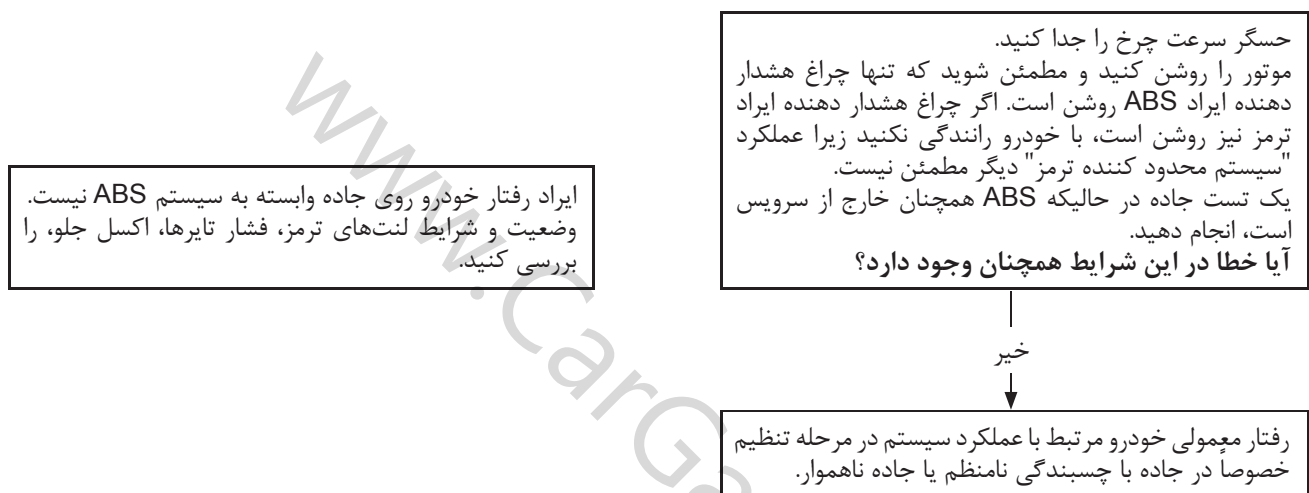 حسگر سرعت چرخ را جدا کنید.
موتور را روشن کنید و مطمئن شوید که تنها چراغ هشدار
دهنده ایراد ABS روشن است. اگر چراغ هشدار دهنده ایراد
ترمز نیز روشن است، با خودرو رانندگی نکنید زیرا عملکرد
"سیستم محدود کننده ترمز" دیگر مطمئن نیست.
یک تست جاده در حالیکه ABS همچنان خارج از سرویس
است، انجام دهید.
آیا خطا در این شرایط همچنان وجود دارد؟
ایراد رفتار خودرو روی جاده وابسته به سیستم ABS نیست.
وضعیت و شرایط لنت‌های ترمز، فشار تایرها، اکسل جلو، را
بررسی کنید.
خیر
رفتار معمولی خودرو مرتبط با عملکرد سیستم در مرحله تنظیم
خصوصاً در جاده با چسبندگی نامنظم یا جاده ناهموار.
www.CarGa